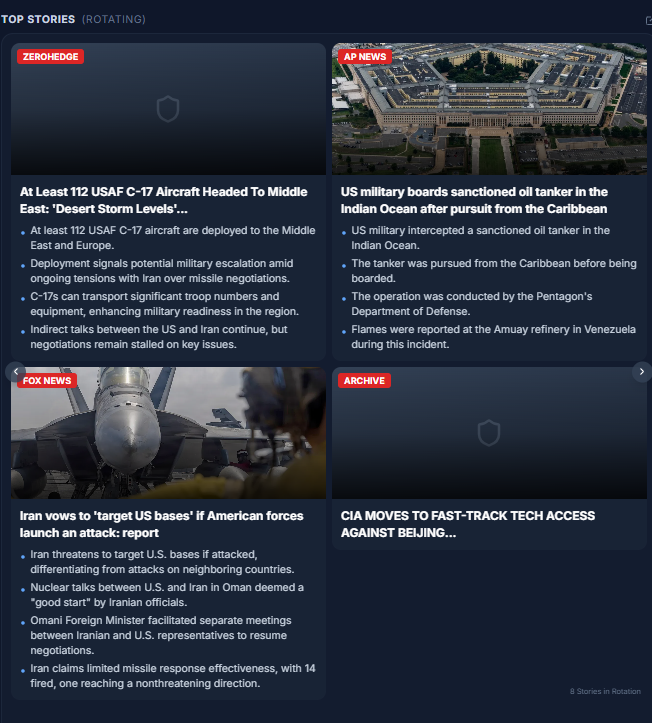 TOP STORIES (ROTATING)
ZEROHEDGE
At Least 112 USAF C-17 Aircraft Headed To Middle
East: 'Desert Storm Levels'...
• At least 112 USAF C-17 aircraft are deployed to the Middle
East and Europe.
• Deployment signals potential military escalation amid
ongoing tensions with Iran over missile negotiations.
• C-17s can transport significant troop numbers and
equipment, enhancing military readiness in the region.
• Indirect talks between the US and Iran continue, but
negotiations remain stalled on key issues.
AP NEWS
US military boards sanctioned oil tanker in the
Indian Ocean after pursuit from the Caribbean
• US military intercepted a sanctioned oil tanker in the
Indian Ocean.
• The tanker was pursued from the Caribbean before being
boarded.
• The operation was conducted by the Pentagon's
Department of Defense.
• Flames were reported at the Amuay refinery in Venezuela
during this incident.
FOX NEWS
Iran vows to 'target US bases' if American forces
launch an attack: report
• Iran threatens to target U.S. bases if attacked,
differentiating from attacks on neighboring countries.
• Nuclear talks between U.S. and Iran in Oman deemed a
"good start" by Iranian officials.
• Omani Foreign Minister facilitated separate meetings
between Iranian and U.S. representatives to resume
negotiations.
• Iran claims limited missile response effectiveness, with 14
fired, one reaching a nonthreatening direction.
ARCHIVE
CIA MOVES TO FAST-TRACK TECH ACCESS
AGAINST BEIJING...
8 Stories in Rotation